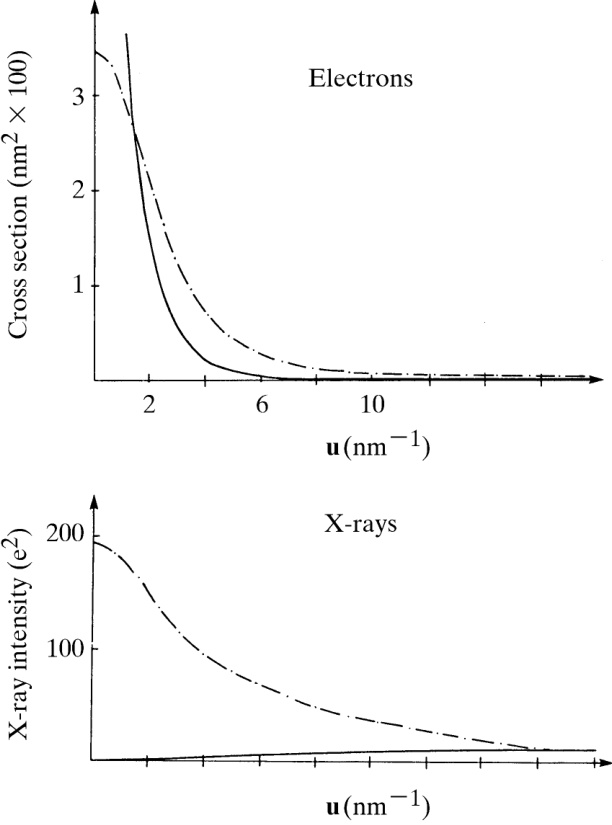 Electrons
Cross section (nm² × 100)
3
2
1
2 6 10
u (nm⁻¹)
X-rays
X-ray intensity (e²)
200
100
u (nm⁻¹)